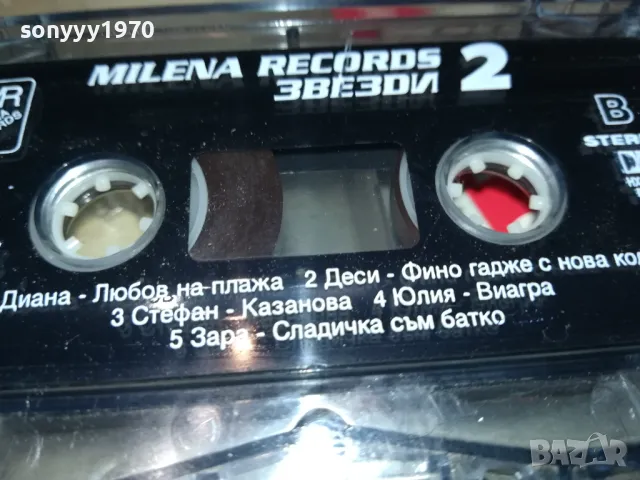 sonyyy1970
MILENA RECORDS
ЗВЕЗДИ 2
B
STER
Диана - Любов на плажа 2 Деси - Фино гадже с нова
3 Стефан - Казанова 4 Юлия - Виагра
5 Зара - Сладичка съм батко
BAZAR